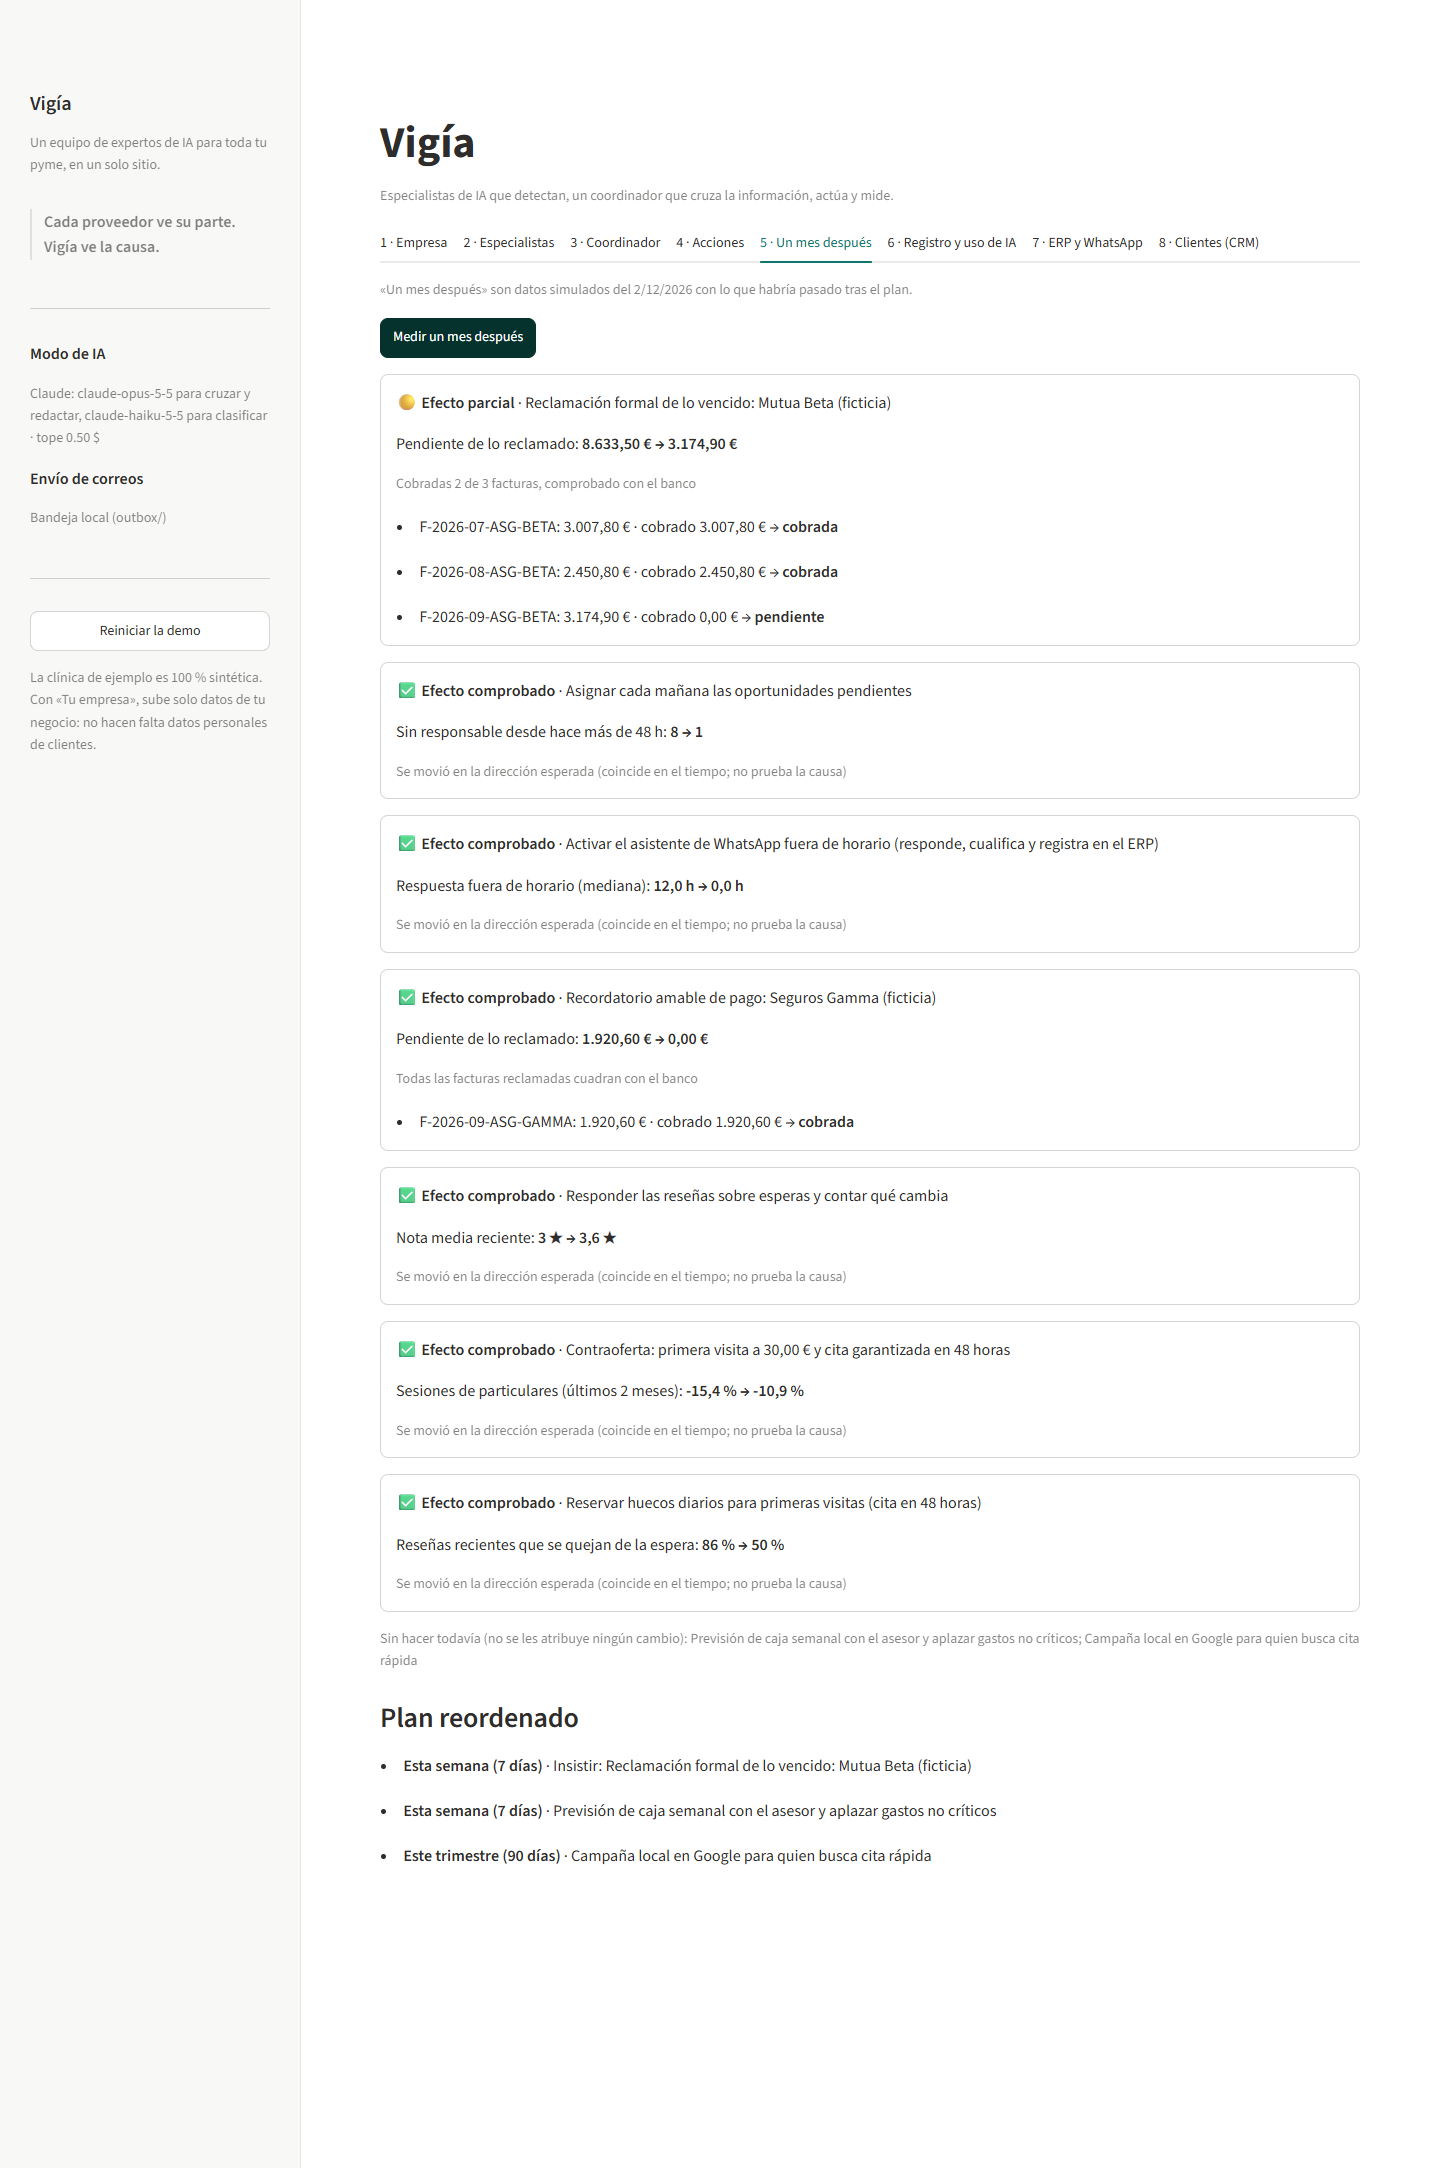 Vigía
Un equipo de expertos de IA para toda tu
pyme, en un solo sitio.
Cada proveedor ve su parte.
Vigía ve la causa.
Modo de IA
Claude: claude-opus-5-5 para cruzar y
redactar, claude-haiku-5-5 para clasificar
· tope 0.50 $
Envío de correos
Bandeja local (outbox/)
Reiniciar la demo
La clínica de ejemplo es 100 % sintética.
Con «Tu empresa», sube solo datos de tu
negocio: no hacen falta datos personales
de clientes.
Vigía
Especialistas de IA que detectan, un coordinador que cruza la información, actúa y mide.
1 · Empresa 2 · Especialistas 3 · Coordinador 4 · Acciones 5 · Un mes después 6 · Registro y uso de IA 7 · ERP y WhatsApp 8 · Clientes (CRM)
«Un mes después» son datos simulados del 2/12/2026 con lo que habría pasado tras el plan.
Medir un mes después
Efecto parcial · Reclamación formal de lo vencido: Mutua Beta (ficticia)
Pendiente de lo reclamado: 8.633,50 € → 3.174,90 €
Cobradas 2 de 3 facturas, comprobado con el banco
• F-2026-07-ASG-BETA: 3.007,80 € · cobrado 3.007,80 € → cobrada
• F-2026-08-ASG-BETA: 2.450,80 € · cobrado 2.450,80 € → cobrada
• F-2026-09-ASG-BETA: 3.174,90 € · cobrado 0,00 € → pendiente
Efecto comprobado · Asignar cada mañana las oportunidades pendientes
Sin responsable desde hace más de 48 h: 8 → 1
Se movió en la dirección esperada (coincide en el tiempo; no prueba la causa)
Efecto comprobado · Activar el asistente de WhatsApp fuera de horario (responde, cualifica y registra en el ERP)
Respuesta fuera de horario (mediana): 12,0 h → 0,0 h
Se movió en la dirección esperada (coincide en el tiempo; no prueba la causa)
Efecto comprobado · Recordatorio amable de pago: Seguros Gamma (ficticia)
Pendiente de lo reclamado: 1.920,60 € → 0,00 €
Todas las facturas reclamadas cuadran con el banco
• F-2026-09-ASG-GAMMA: 1.920,60 € · cobrado 1.920,60 € → cobrada
Efecto comprobado · Responder las reseñas sobre esperas y contar qué cambia
Nota media reciente: 3 ★ → 3,6 ★
Se movió en la dirección esperada (coincide en el tiempo; no prueba la causa)
Efecto comprobado · Contraoferta: primera visita a 30,00 € y cita garantizada en 48 horas
Sesiones de particulares (últimos 2 meses): -15,4 % → -10,9 %
Se movió en la dirección esperada (coincide en el tiempo; no prueba la causa)
Efecto comprobado · Reservar huecos diarios para primeras visitas (cita en 48 horas)
Reseñas recientes que se quejan de la espera: 86 % → 50 %
Se movió en la dirección esperada (coincide en el tiempo; no prueba la causa)
Sin hacer todavía (no se les atribuye ningún cambio): Previsión de caja semanal con el asesor y aplazar gastos no críticos; Campaña local en Google para quien busca cita
rápida
Plan reordenado
• Esta semana (7 días) · Insistir: Reclamación formal de lo vencido: Mutua Beta (ficticia)
• Esta semana (7 días) · Previsión de caja semanal con el asesor y aplazar gastos no críticos
• Este trimestre (90 días) · Campaña local en Google para quien busca cita rápida